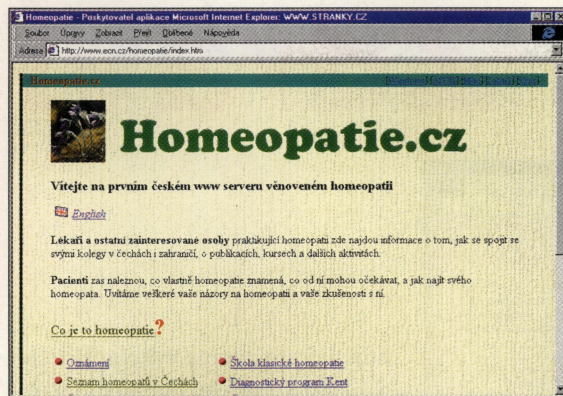 Homeopatie - Poskytovatel aplikace Microsoft Internet Explorer: WWW.STRANKY.CZ
Soubor Úpravy Zobrazit Přejít Oblíbené Nápověda
Adresa http://www.ecn.cz/homeopatie/index.htm
Homeopatie.cz
Homeopatie.cz
Vítejte na prvním českém www serveru věnoveném homeopatii
English
Lékaři a ostatní zainteresované osoby praktikující homeopatii zde najdou informace o tom, jak se spojit se
svými kolegy v čechách i zahraničí, o publikacích, kursech a dalších aktivitách.
Pacienti zas naleznou, co vlastně homeopatie znamená, co od ní mohou očekávat, a jak najít svého
homeopata. Uvítáme veškeré vaše názory na homeopatii a vaše zkušenosti s ní.
Co je to homeopatie?
Oznámení
Škola klasické homeopatie
Seznam homeopatů v Čechách
Diagnostický program Kent